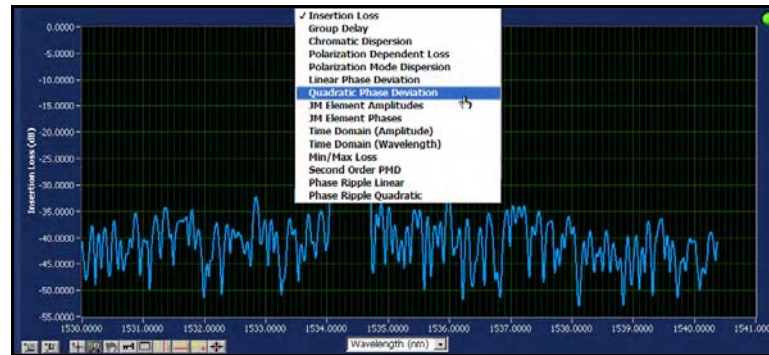 ✓ Insertion Loss
Group Delay
Chromatic Dispersion
Polarization Dependent Loss
Polarization Mode Dispersion
Linear Phase Deviation
Quadratic Phase Deviation
JM Element Amplitudes
JM Element Phases
Time Domain (Amplitude)
Time Domain (Wavelength)
Min/Max Loss
Second Order PMD
Phase Ripple Linear
Phase Ripple Quadratic
Insertion Loss (dB)
0.0000
-5.0000
-10.0000
-15.0000
-20.0000
-25.0000
-30.0000
-35.0000
-40.0000
-45.0000
-50.0000
-55.0000
1530.0000 1531.0000 1532.0000 1533.0000 1534.0000 1535.0000 1536.0000 1537.0000 1538.0000 1539.0000 1540.0000 1541.0000
Wavelength (nm)